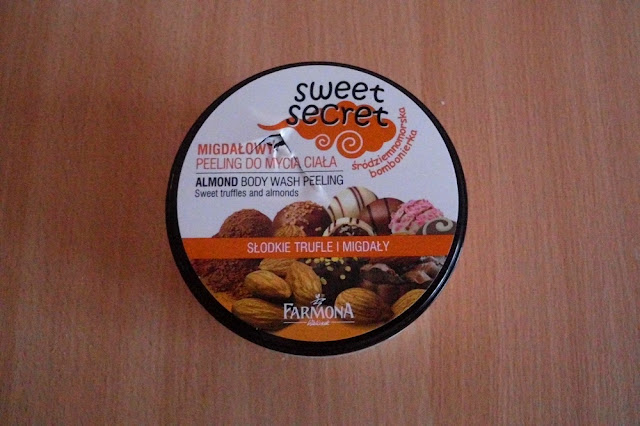 sweet
secret
śródziemnomorska
bombonierka
MIGDAŁOWY
PEELING DO MYCIA CIAŁA
ALMOND BODY WASH PEELING
Sweet truffles and almonds
SŁODKIE TRUFLE I MIGDAŁY
FARMONA